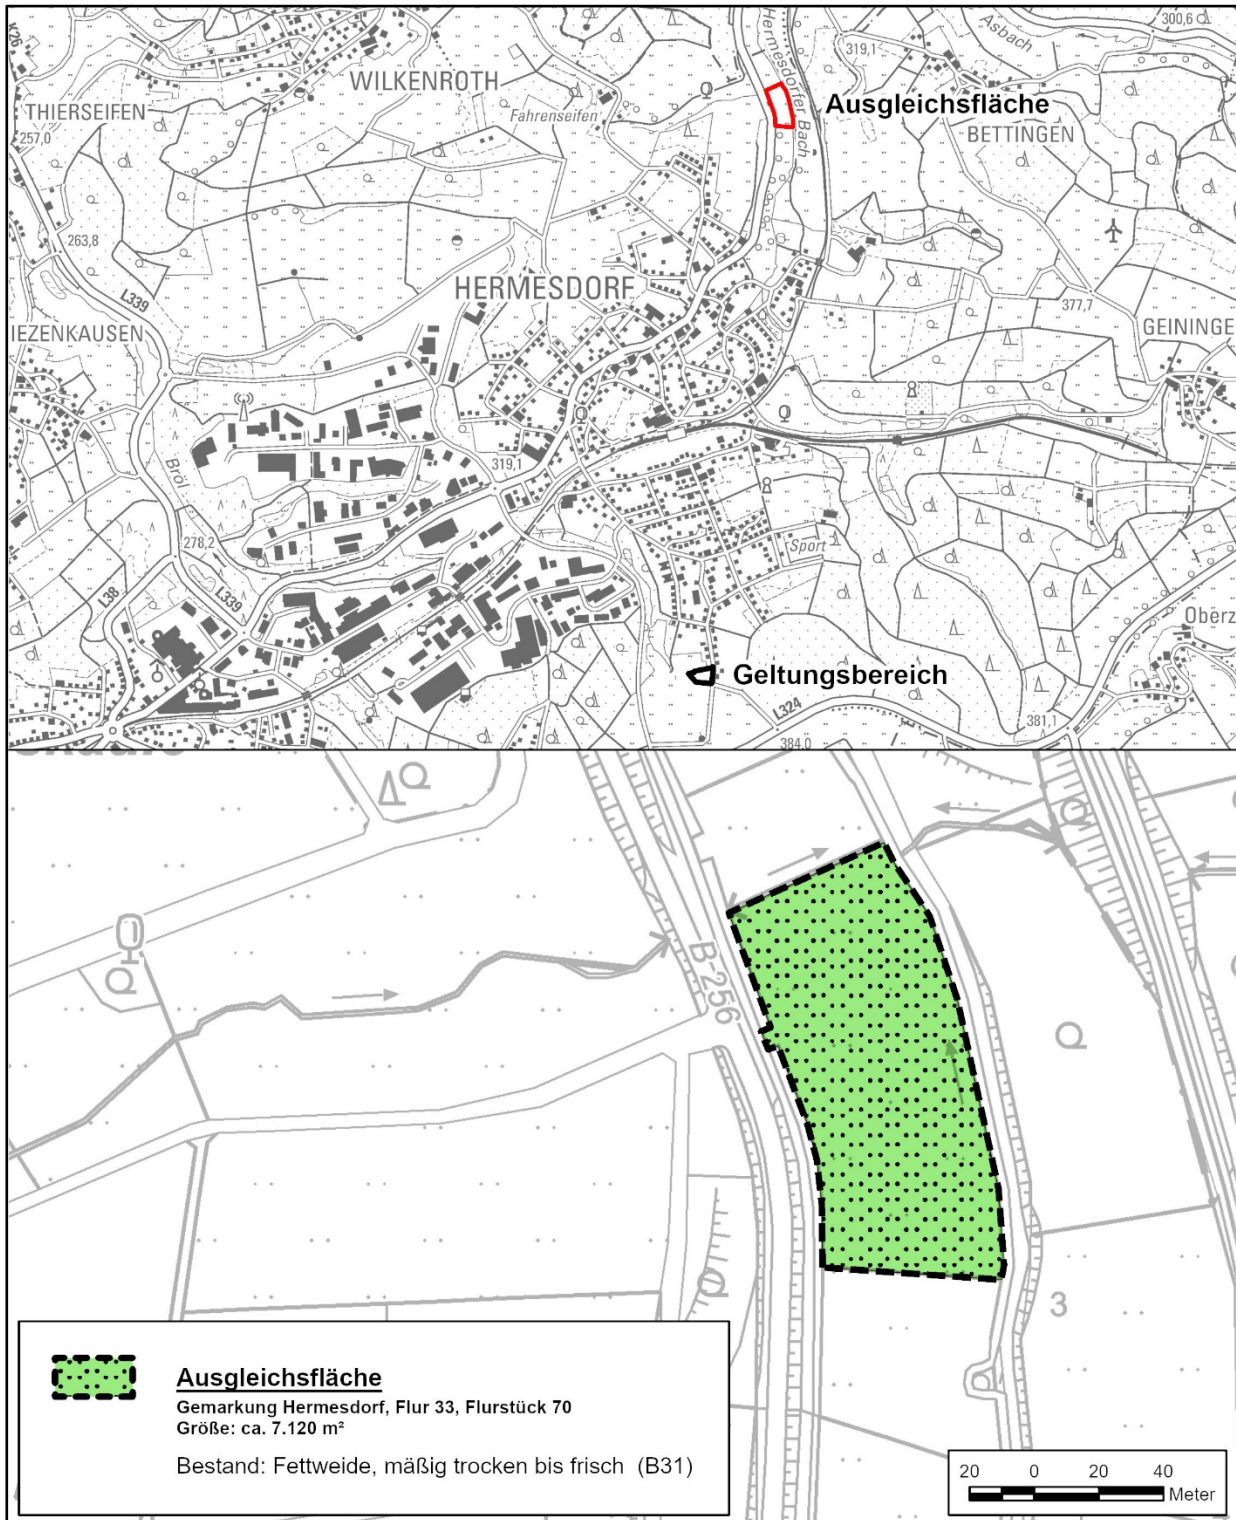 v26
300,6
Asbach
Hermesdorfer Bach
319,1
WILKENROTH
THIERSEIFEN
257,0
Fahrenseifen
Ausgleichsfläche
BETTINGEN
263,8
L339
HERMESDORF
377,7
IEZENKAUSEN
GEININGE
Bröl
319,1
278,2
Sport
L38
L339
Oberz
Geltungsbereich
L324
381,1
384,0
B 256
3
Ausgleichsfläche
Gemarkung Hermesdorf, Flur 33, Flurstück 70
Größe: ca. 7.120 m²
Bestand: Fettweide, mäßig trocken bis frisch (B31)
20 0 20 40
Meter